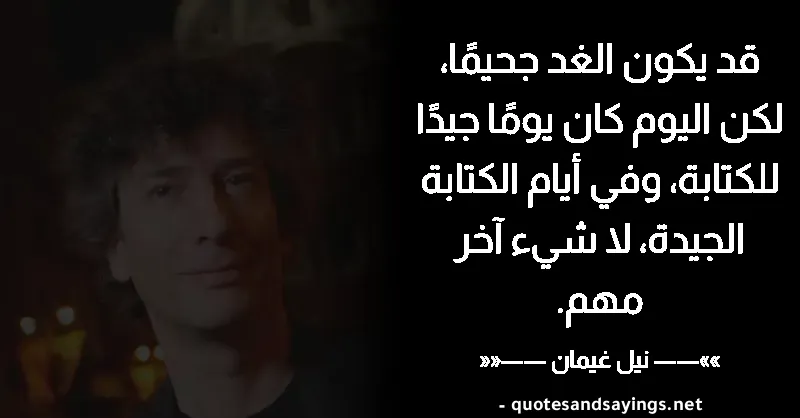 قد يكون الغد جحيمًا،
لكن اليوم كان يومًا جيدًا
للكتابة، وفي أيام الكتابة
الجيدة، لا شيء آخر
مهم.
»»—— نيل غيمان ——««
- quotesandsayings.net